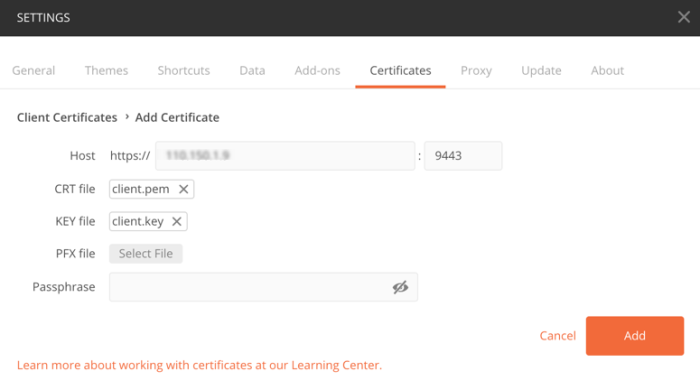 SETTINGS
General Themes Shortcuts Data Add-ons Certificates Proxy Update About
Client Certificates › Add Certificate
Host https:// : 9443
CRT file client.pem X
KEY file client.key X
PFX file Select File
Passphrase
Cancel Add
Learn more about working with certificates at our Learning Center.